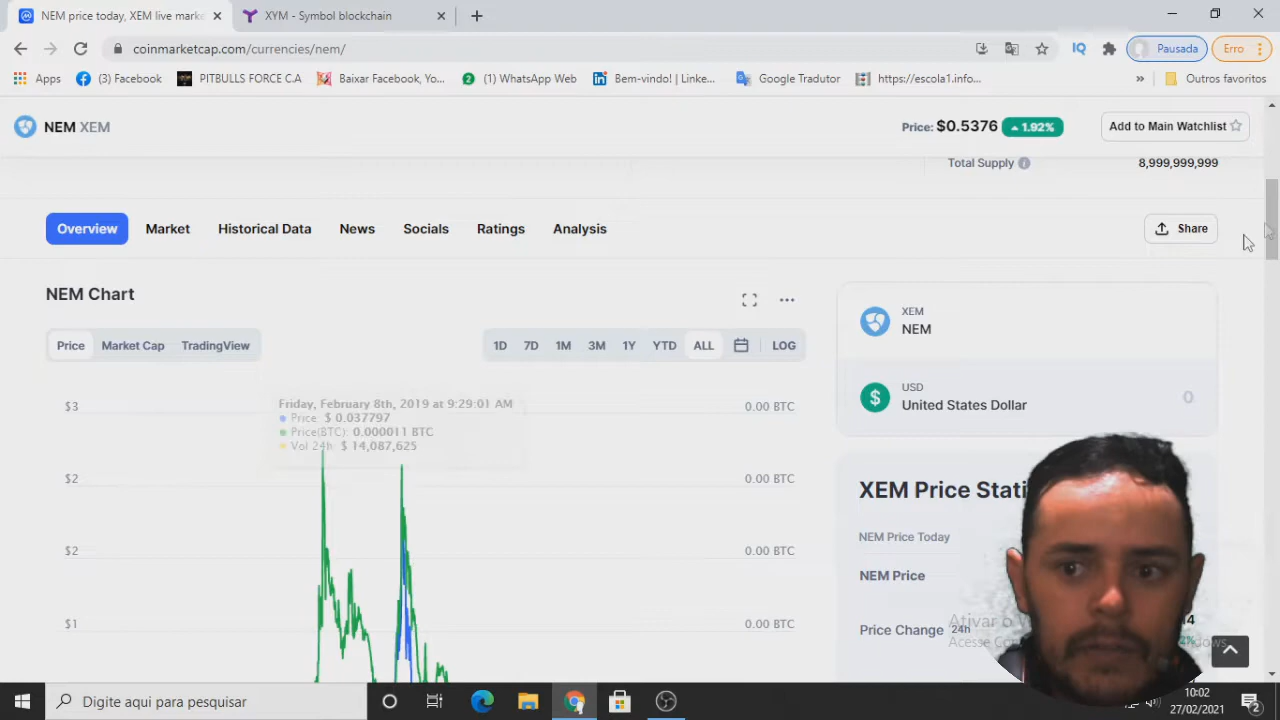 NEM price today, XEM live marke
XYM - Symbol blockchain
coinmarketcap.com/currencies/nem/
Pausada
Erro
Apps
(3) Facebook
PITBULLS FORCE C.A
Baixar Facebook, Yo...
2
(1) WhatsApp Web
Bem-vindo! | Linke...
Google Tradutor
https://escola1.info...
»
Outros favoritos
NEM XEM
Price: $0.5376 1.92%
Add to Main Watchlist
Total Supply
8,999,999,999
Overview Market Historical Data News Socials Ratings Analysis
Share
NEM Chart
Price Market Cap TradingView
1D 7D 1M 3M 1Y YTD ALL LOG
$3
$2
$2
$1
0.00 BTC
0.00 BTC
0.00 BTC
0.00 BTC
Friday, February 8th, 2019 at 9:29:01 AM
Price: $ 0.037797
Price(BTC): 0.000011 BTC
Vol 24h: $ 14,087,625
XEM
NEM
USD
United States Dollar
0
XEM Price Stati
NEM Price Today
NEM Price
Price Change 24h
Ativar o
Acesse Co
dows
Digite aqui para pesquisar
10:02
27/02/2021
2